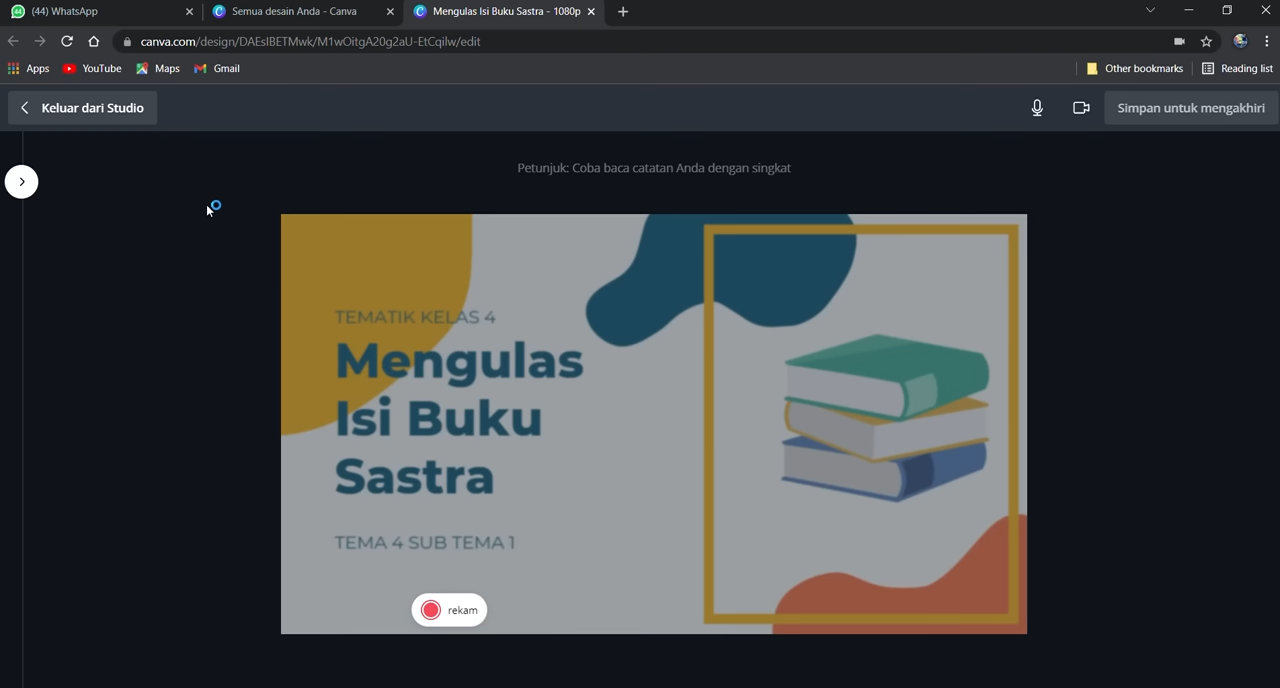 (44) WhatsApp
Semua desain Anda - Canva
Mengulas Isi Buku Sastra - 1080p
canva.com/design/DAEsIBETMwk/M1wOitgA20g2aU-EtCqilw/edit
Apps
YouTube
Maps
Gmail
Other bookmarks
Reading list
Keluar dari Studio
Simpan untuk mengakhiri
Petunjuk: Coba baca catatan Anda dengan singkat
TEMATIK KELAS 4
Mengulas
Isi Buku
Sastra
TEMA 4 SUB TEMA 1
rekam